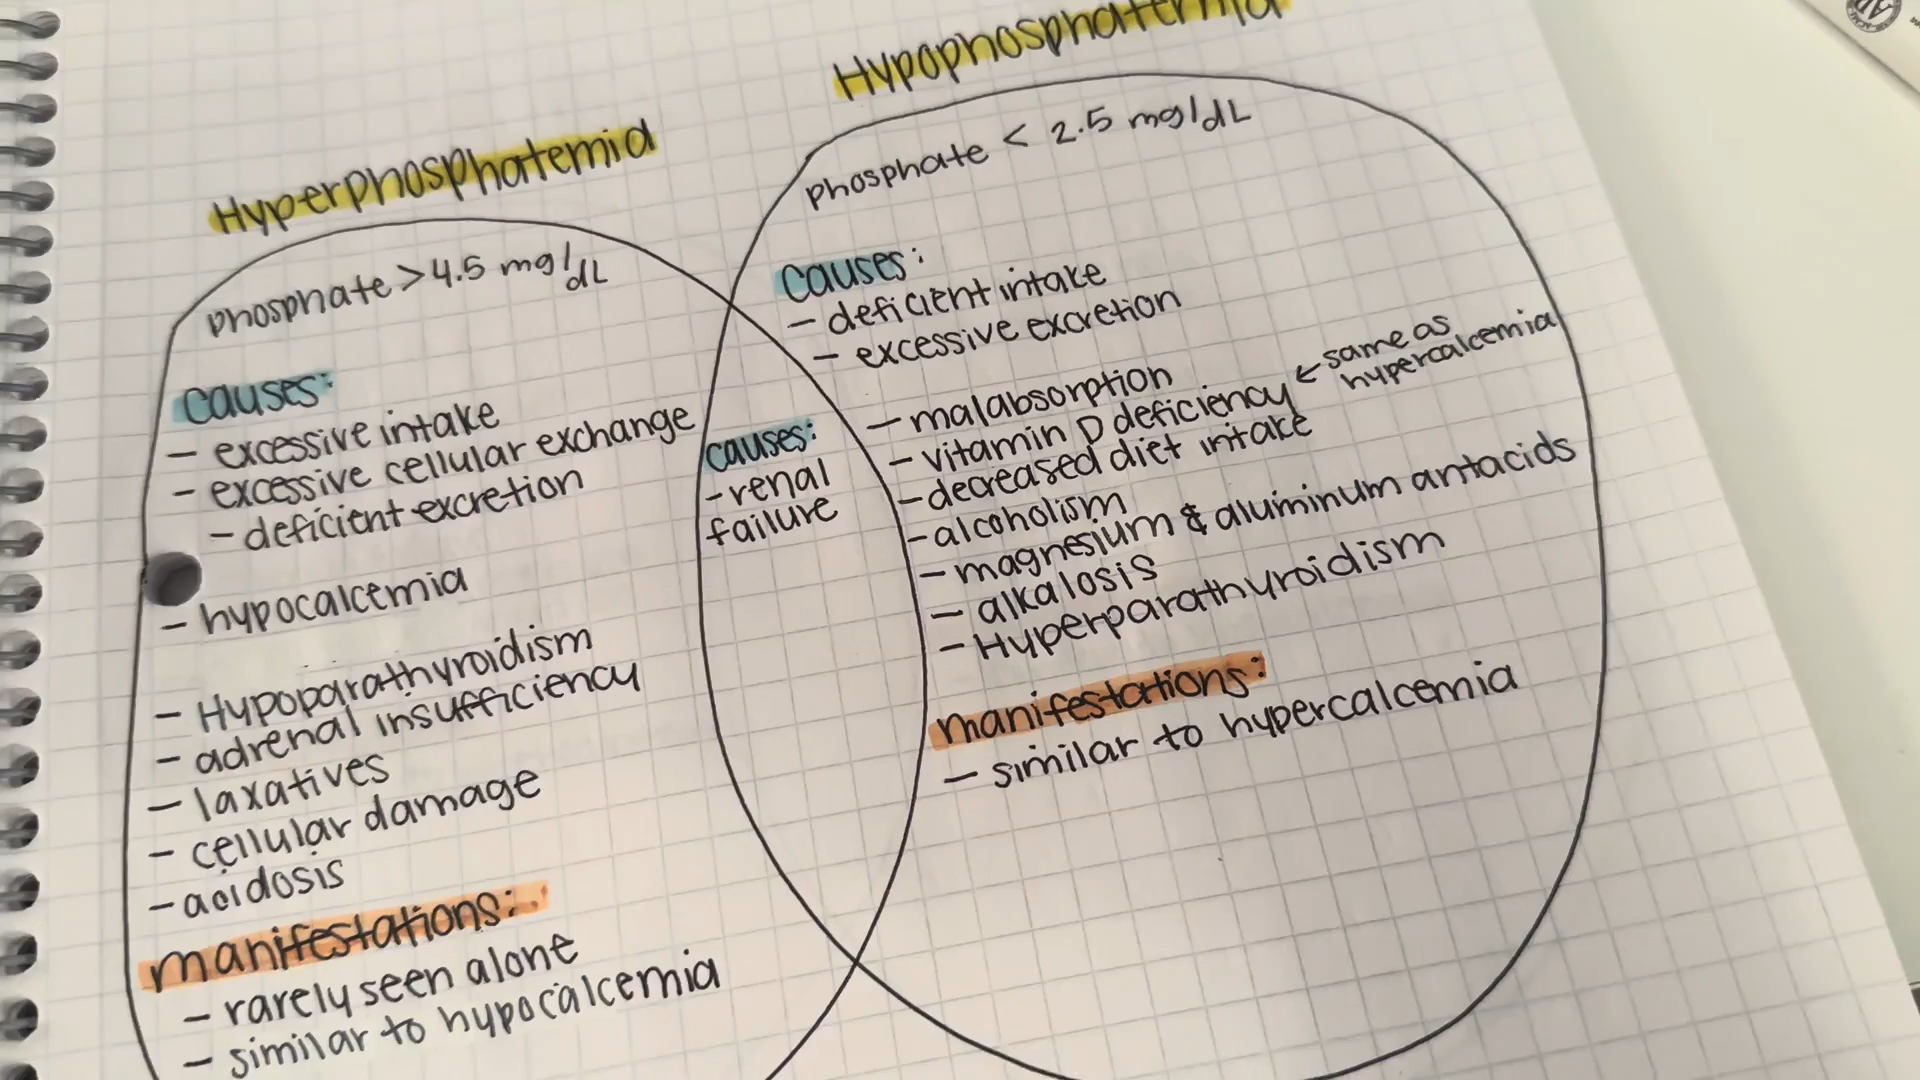 Hyperphosphatemia
phosphate > 4.5 mg/dL
causes:
- excessive intake
- excessive cellular exchange
- deficient excretion
- hypocalcemia
- Hypoparathyroidism
- adrenal insufficiency
- laxatives
- cellular damage
- acidosis
manifestations:
- rarely seen alone
- similar to hypocalcemia
causes:
- renal
failure
Hypophosphatemia
phosphate < 2.5 mg/dL
causes:
- deficient intake
- excessive excretion
- malabsorption
- vitamin D deficiency ← same as
hypercalcemia
- decreased diet intake
- alcoholism
- magnesium & aluminum antacids
- alkalosis
- Hyperparathyroidism
manifestations:
- similar to hypercalcemia